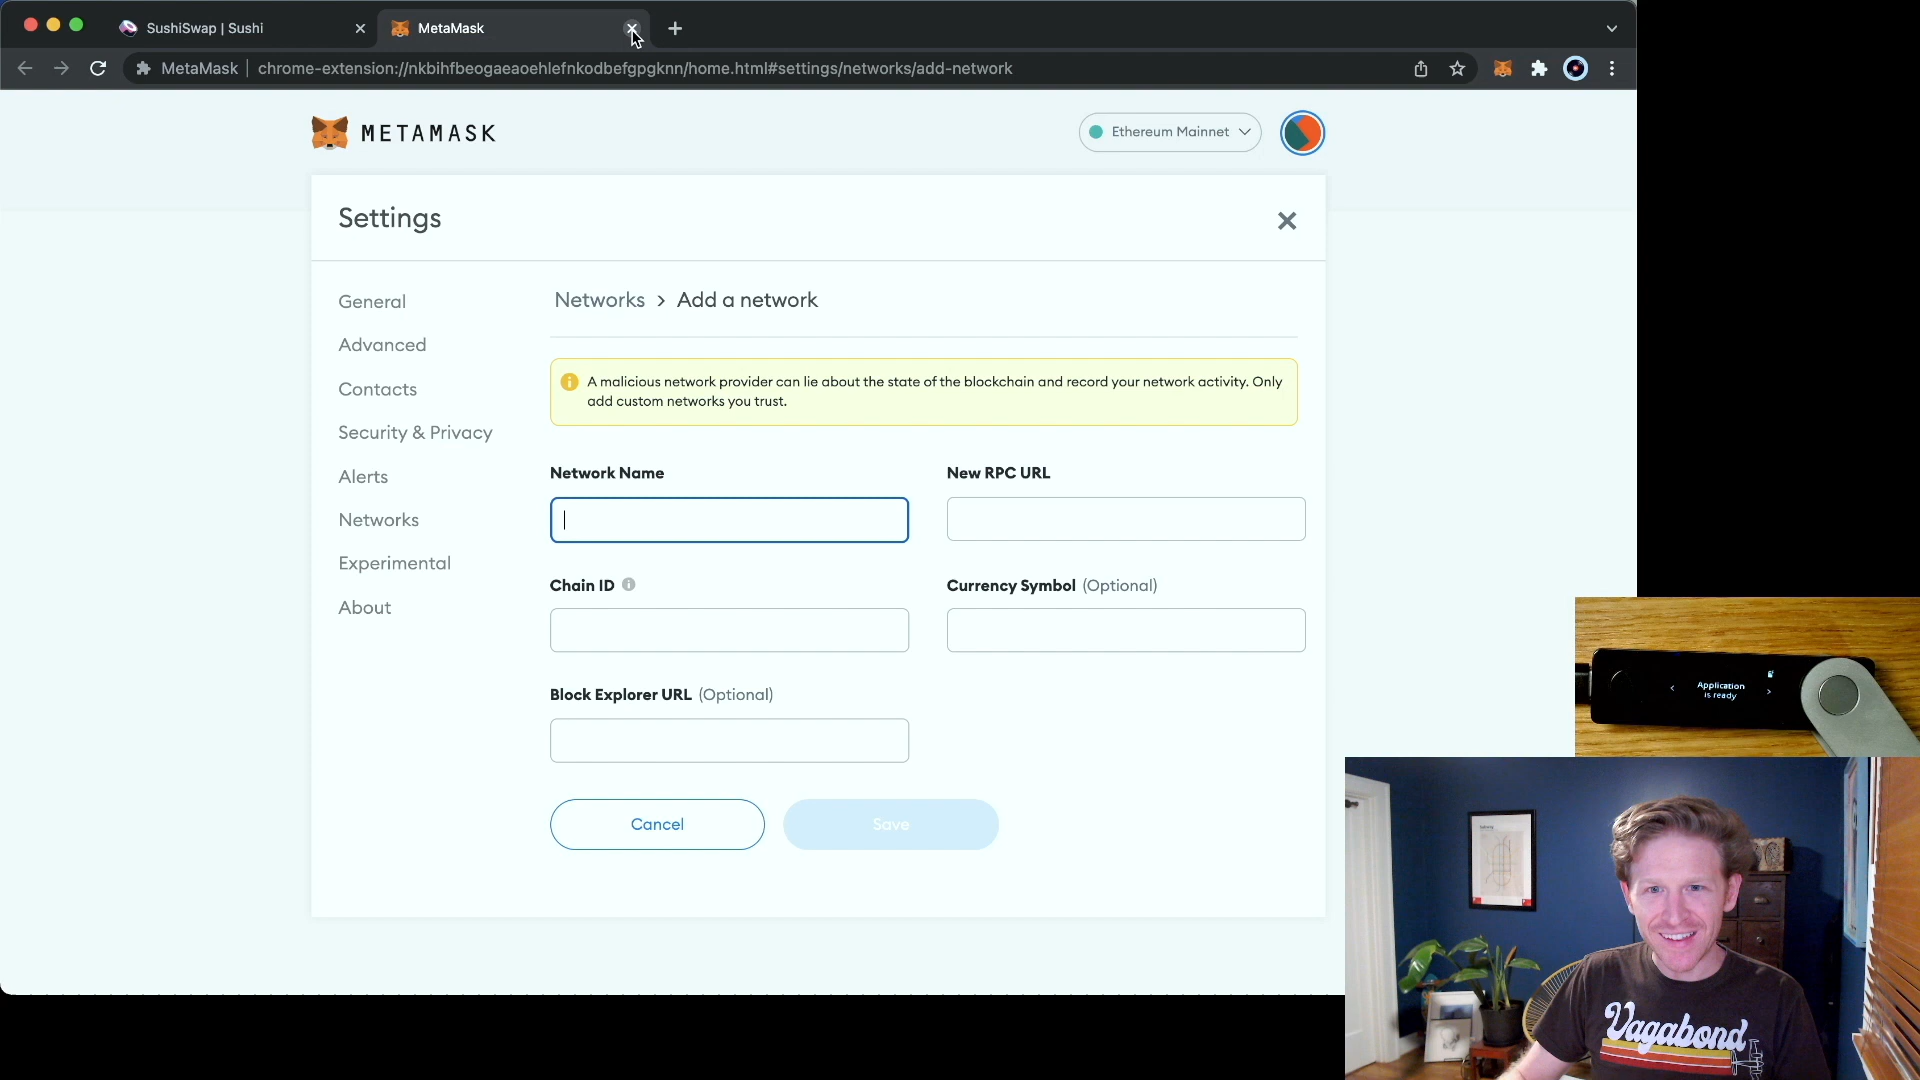 SushiSwap | Sushi
MetaMask
MetaMask
chrome-extension://nkbihfbeogaeaoehlefnkodbefgpgknn/home.html#settings/networks/add-network
METAMASK
Ethereum Mainnet
Settings
General
Advanced
Contacts
Security & Privacy
Alerts
Networks
Experimental
About
Networks > Add a network
A malicious network provider can lie about the state of the blockchain and record your network activity. Only
add custom networks you trust.
Network Name
New RPC URL
Chain ID
Currency Symbol (Optional)
Block Explorer URL (Optional)
Cancel
Save
Application
is ready
Vagabond